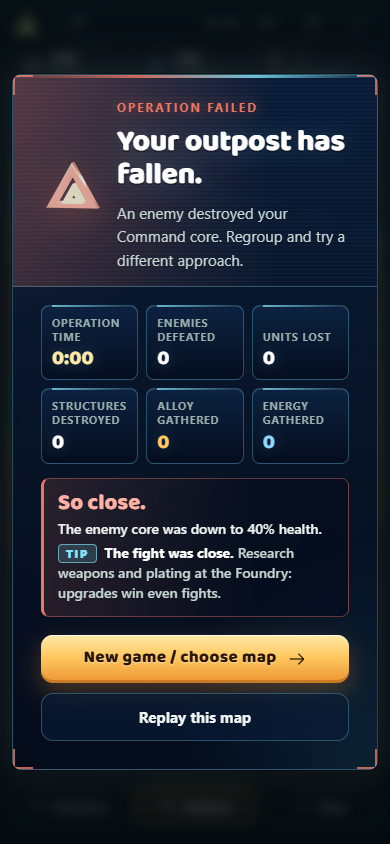 OPERATION FAILED
Your outpost has
fallen.
An enemy destroyed your
Command core. Regroup and try a
different approach.
OPERATION
TIME
0:00
ENEMIES
DEFEATED
0
UNITS LOST
0
STRUCTURES
DESTROYED
0
ALLOY
GATHERED
0
ENERGY
GATHERED
0
So close.
The enemy core was down to 40% health.
TIP The fight was close. Research
weapons and plating at the Foundry:
upgrades win even fights.
New game / choose map →
Replay this map